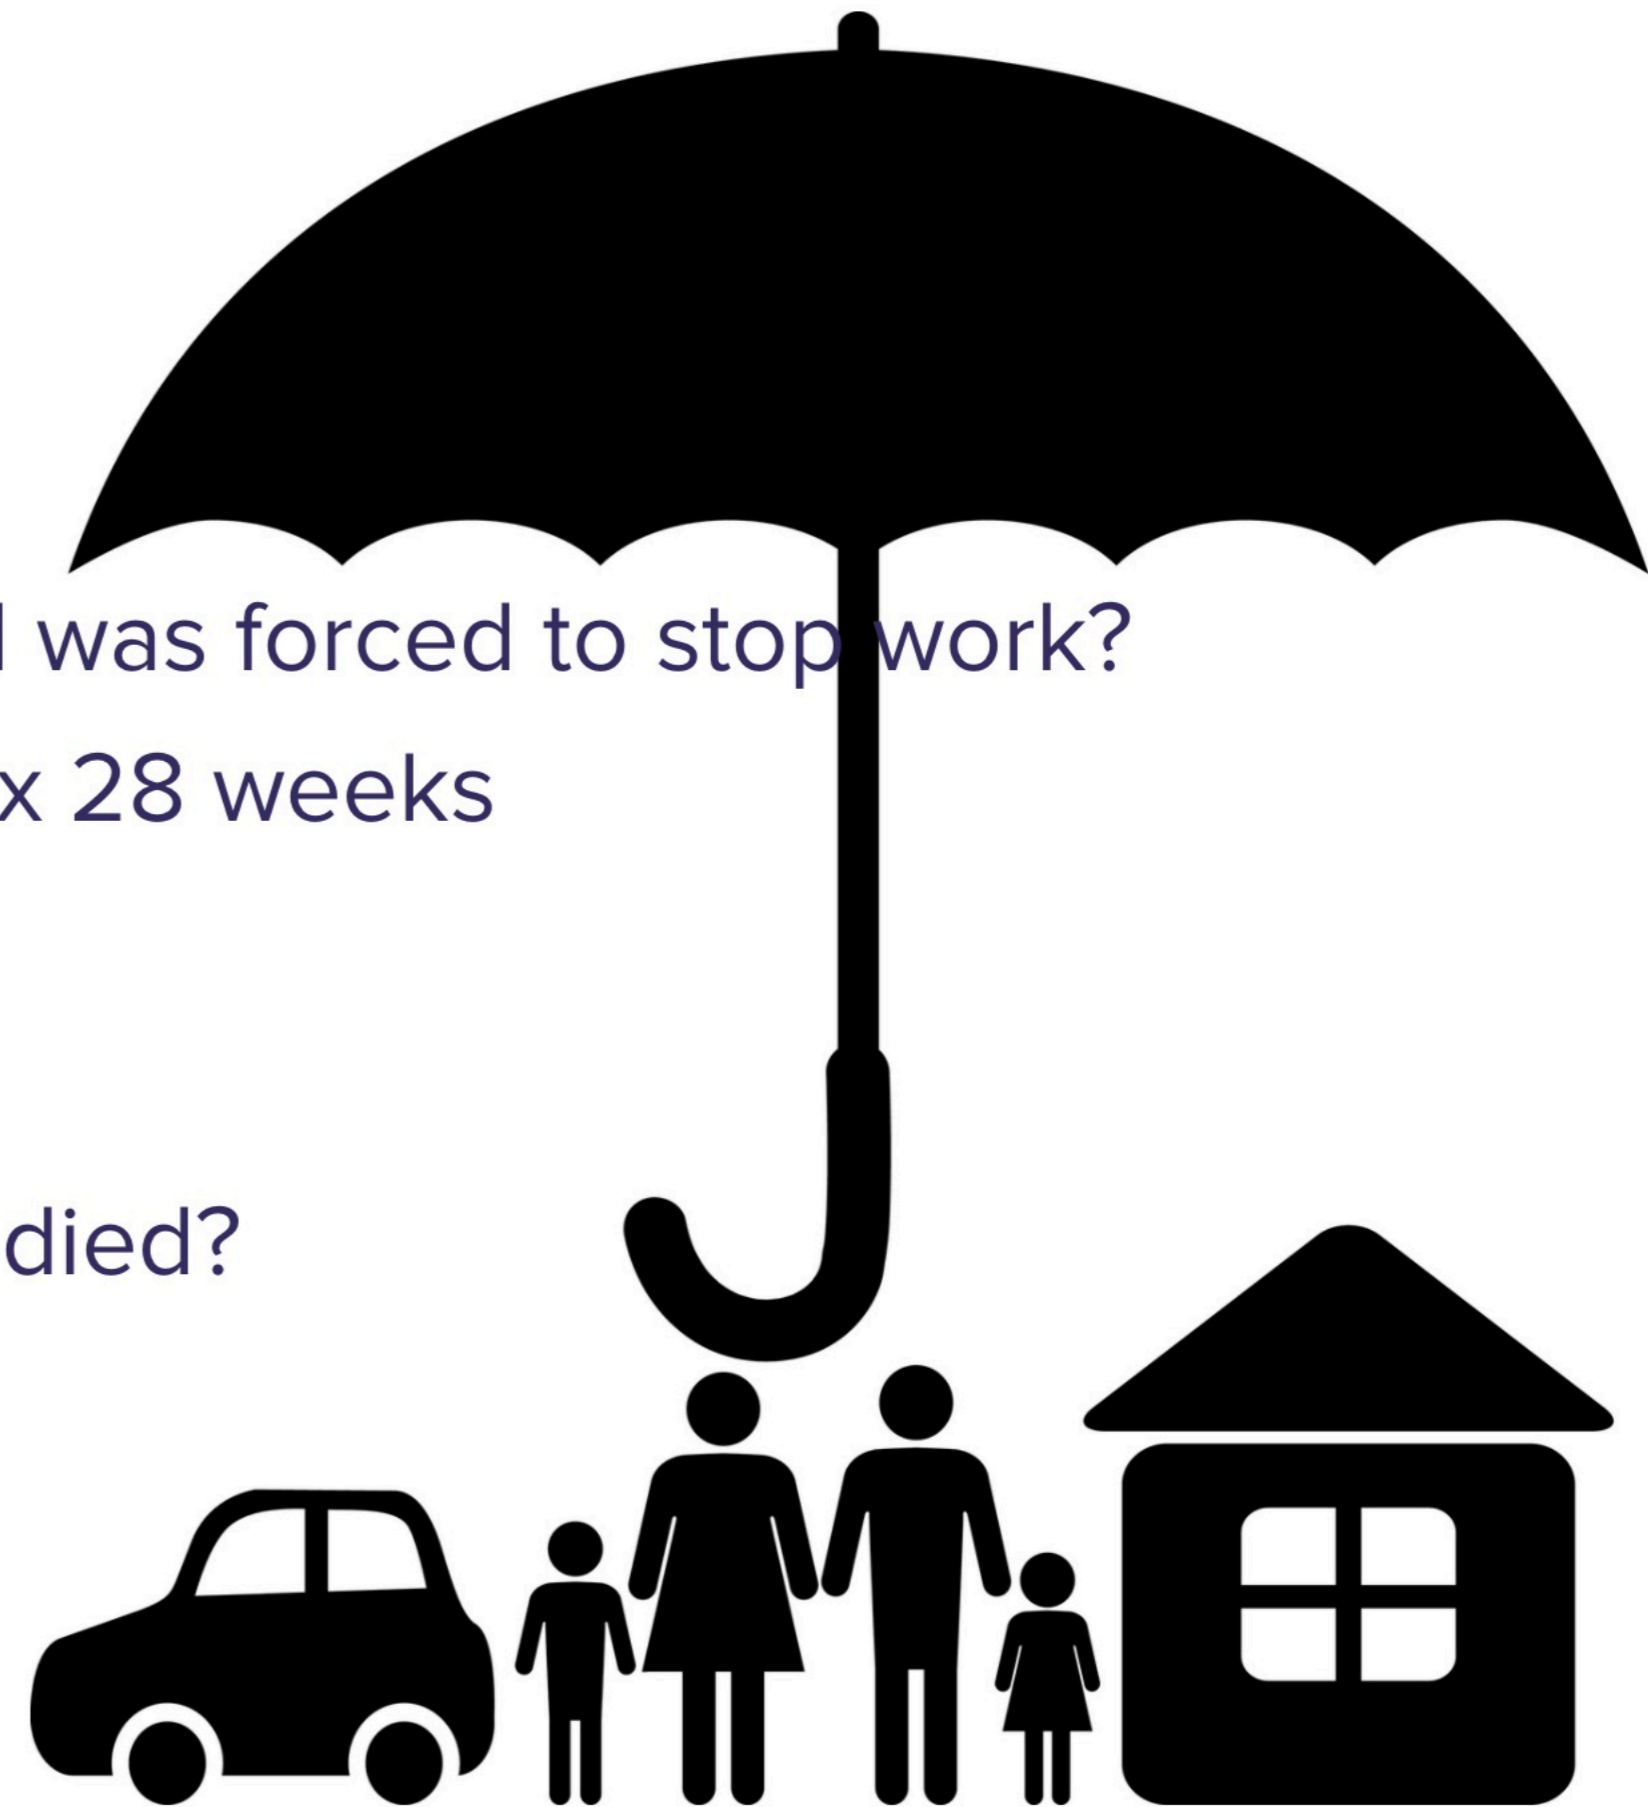 was forced to stop work?
x 28 weeks
died?